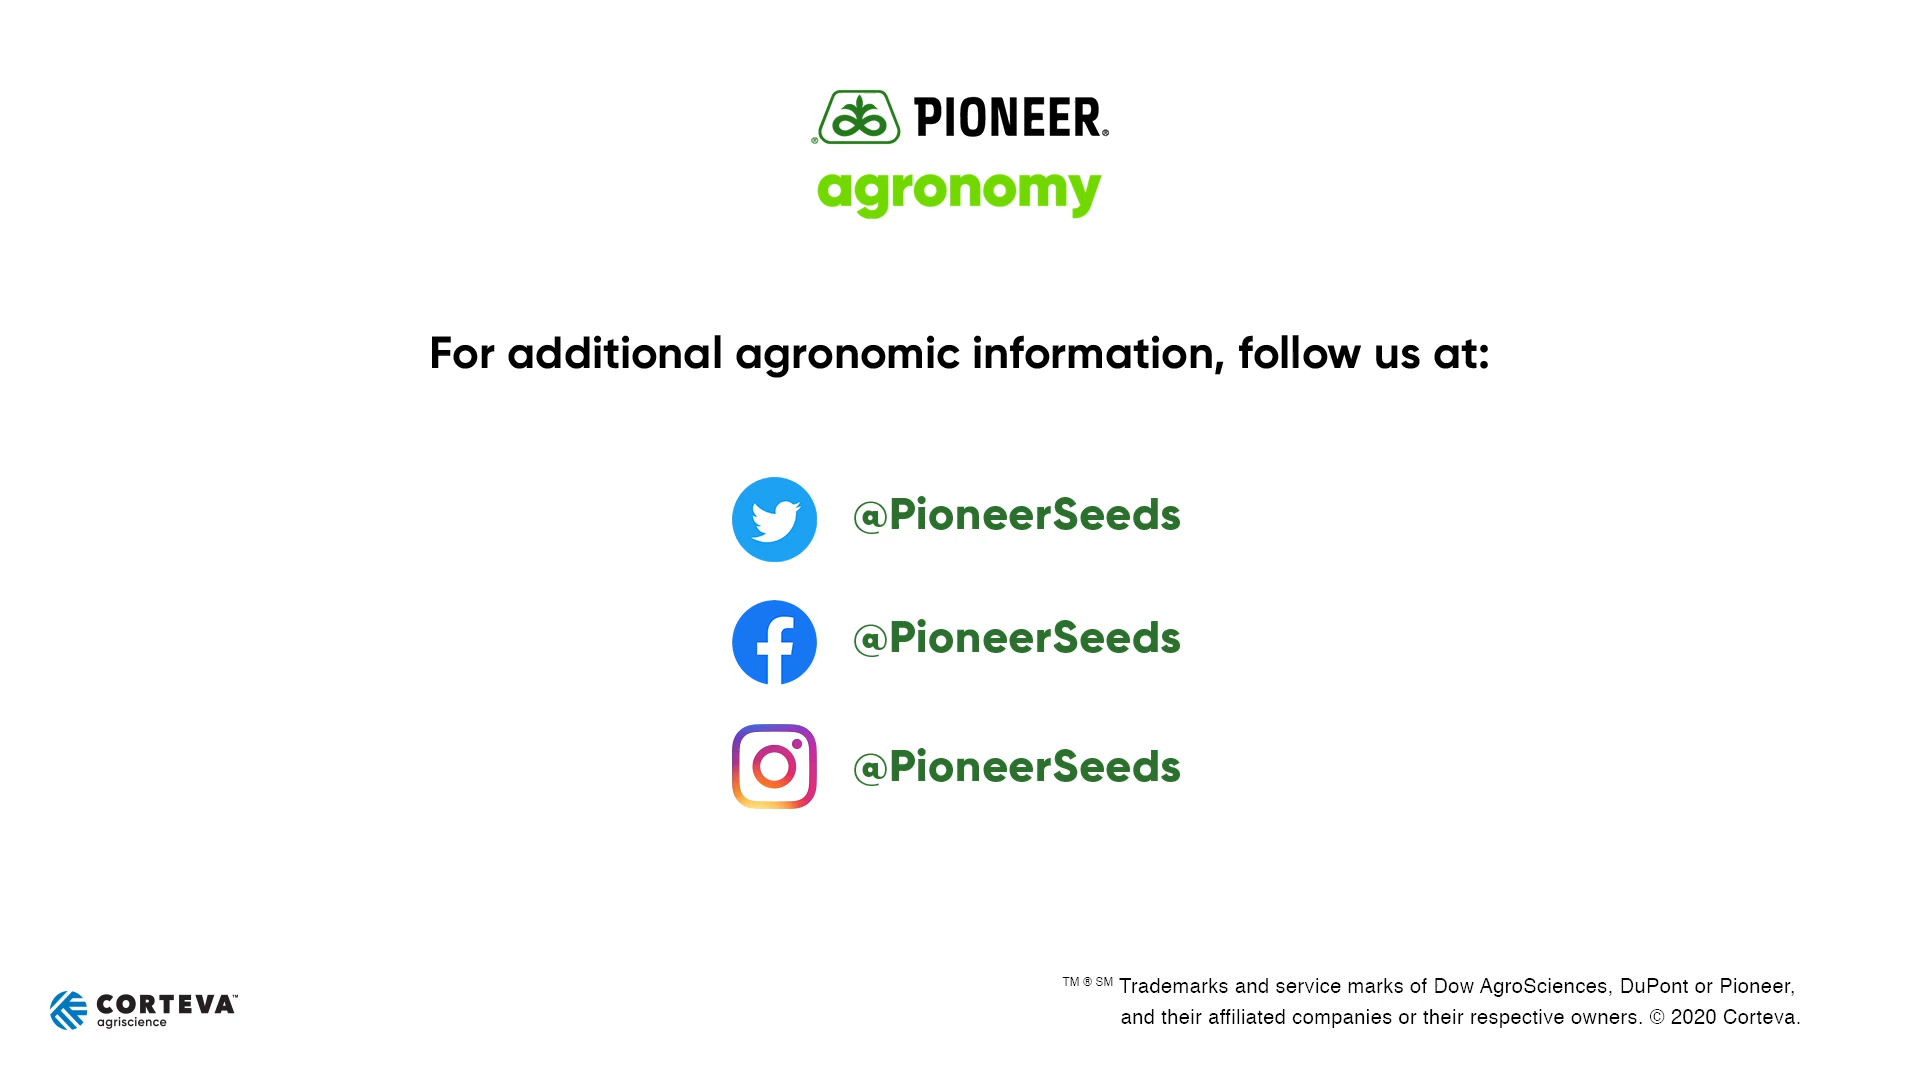 PIONEER®
agronomy
For additional agronomic information, follow us at:
@PioneerSeeds
@PioneerSeeds
@PioneerSeeds
CORTEVA™
agriscience
TM ® SM Trademarks and service marks of Dow AgroSciences, DuPont or Pioneer,
and their affiliated companies or their respective owners. © 2020 Corteva.